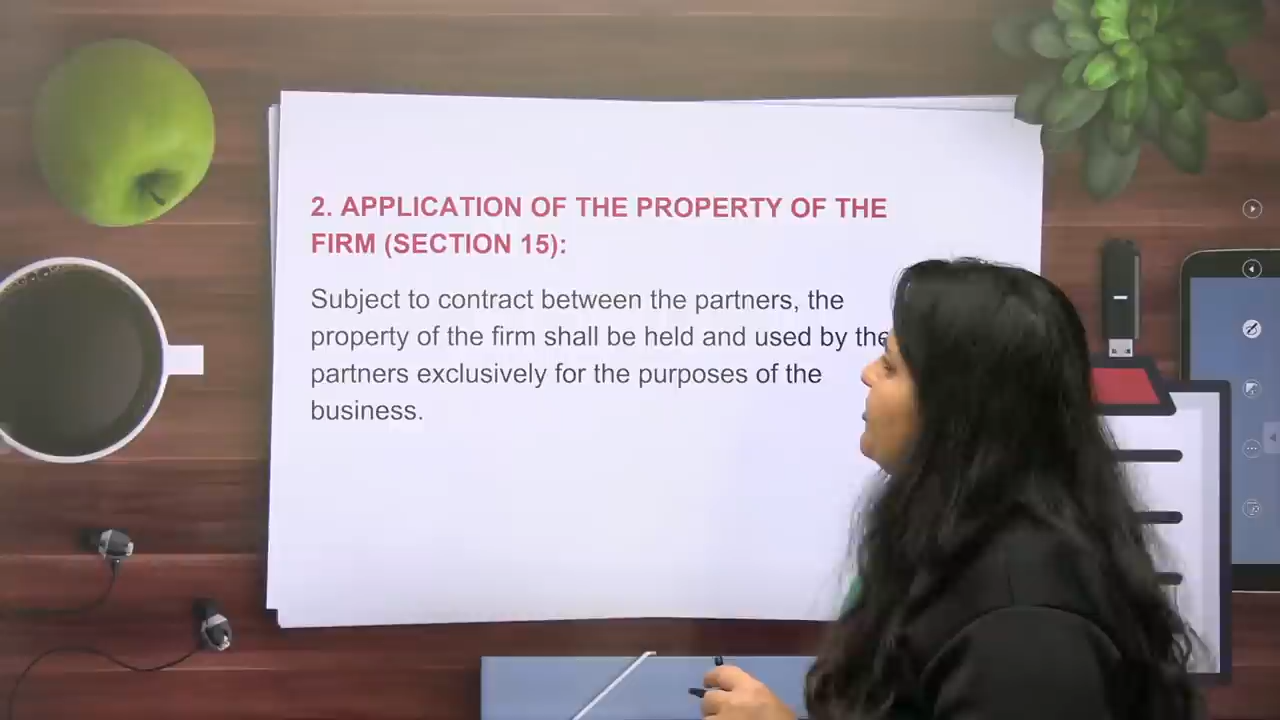 2. APPLICATION OF THE PROPERTY OF THE
FIRM (SECTION 15):
Subject to contract between the partners, the
property of the firm shall be held and used by the
partners exclusively for the purposes of the
business.